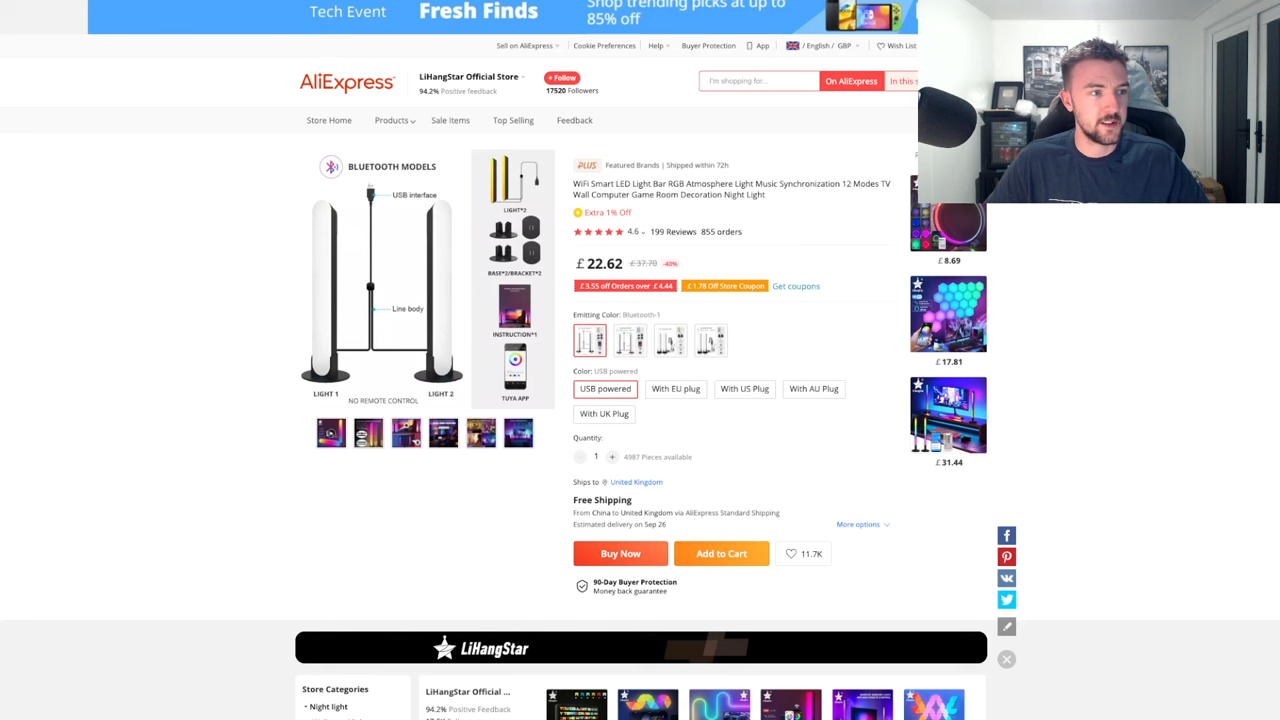 Tech Event
Fresh Finds
Shop trending picks at up to
85% off
Sell on AliExpress
Cookie Preferences
Help
Buyer Protection
App
/ English / GBP
Wish List
AliExpress
LiHangStar Official Store
94.2% Positive feedback
+ Follow
17520 Followers
I'm shopping for...
On AliExpress
In this s
Store Home
Products
Sale Items
Top Selling
Feedback
BLUETOOTH MODELS
USB interface
Line body
LIGHT 1
NO REMOTE CONTROL
LIGHT 2
LIGHT*2
BASE*2/BRACKET*2
INSTRUCTION*1
TUYA APP
PLUS Featured Brands | Shipped within 72h
WiFi Smart LED Light Bar RGB Atmosphere Light Music Synchronization 12 Modes TV
Wall Computer Game Room Decoration Night Light
Extra 1% Off
4.6 199 Reviews 855 orders
£ 22.62 £ 37.70 -40%
£ 3.55 off Orders over £ 4.44
£ 1.78 Off Store Coupon
Get coupons
Emitting Color: Bluetooth-1
Color: USB powered
USB powered
With EU plug
With US Plug
With AU Plug
With UK Plug
Quantity:
- 1 + 4987 Pieces available
Ships to United Kingdom
Free Shipping
From China to United Kingdom via AliExpress Standard Shipping
Estimated delivery on Sep 26
More options
Buy Now
Add to Cart
11.7K
90-Day Buyer Protection
Money back guarantee
£ 8.69
£ 17.81
£ 31.44
LiHangStar
Store Categories
Night light
LiHangStar Official ...
94.2% Positive Feedback